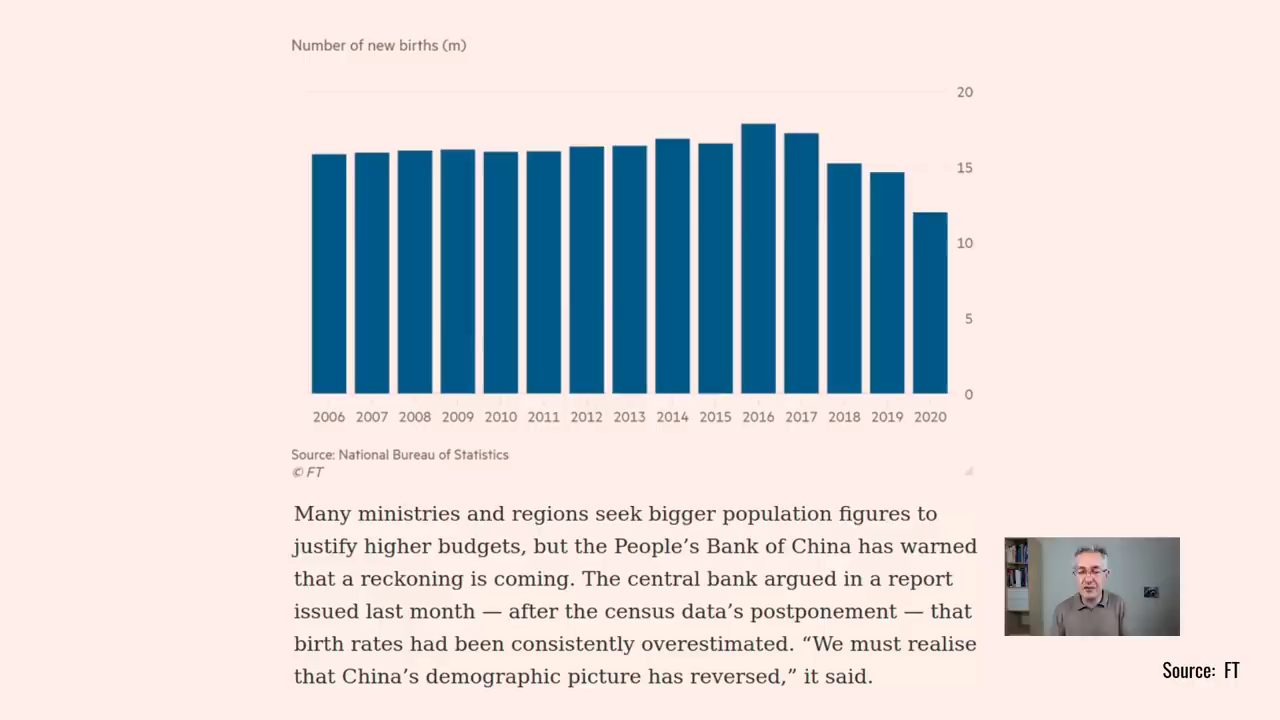 Number of new births (m)
20
15
10
5
0
2006 2007 2008 2009 2010 2011 2012 2013 2014 2015 2016 2017 2018 2019 2020
Source: National Bureau of Statistics
© FT
Many ministries and regions seek bigger population figures to
justify higher budgets, but the People’s Bank of China has warned
that a reckoning is coming. The central bank argued in a report
issued last month — after the census data’s postponement — that
birth rates had been consistently overestimated. “We must realise
that China’s demographic picture has reversed,” it said.
Source: FT